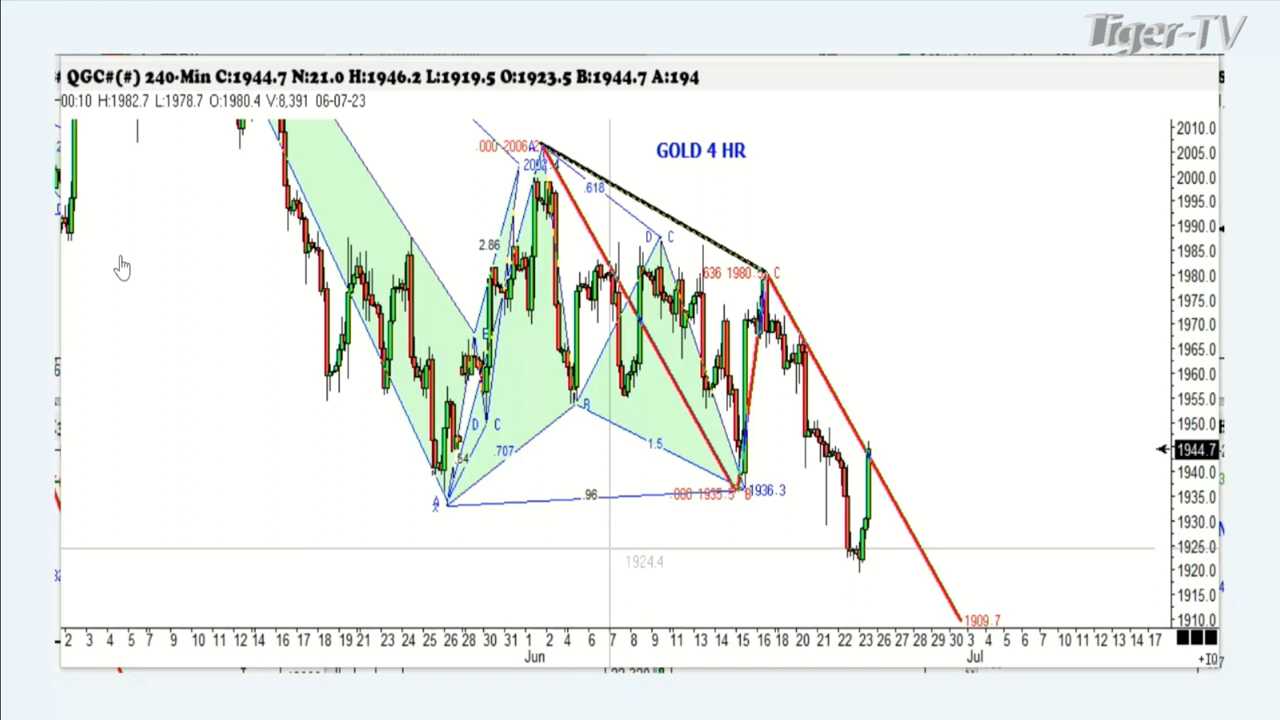 Tiger-TV
QGC#(#) 240-Min C:1944.7 N:21.0 H:1946.2 L:1919.5 O:1923.5 B:1944.7 A:194
00:10 H:1982.7 L:1978.7 O:1980.4 V:8,391 06-07-23
GOLD 4 HR
2010.0
2005.0
2000.0
1995.0
1990.0
1985.0
1980.0
1975.0
1970.0
1965.0
1960.0
1955.0
1950.0
1944.7
1940.0
1935.0
1930.0
1925.0
1920.0
1915.0
1910.0
.000 2006.2 A
.618
2.86
D C
636 1980.5 C
B
D C
.707
1.5
A
X
.96
.000 1935.5 B
1936.3
1924.4
1909.7
2 3 4 5 7 9 10 11 14 16 17 18 19 21 22 23 24 25 26 28 30 31 1 2 4 6 7 8 9 11 13 14 15 16 18 20 21 22 23 25 26 27 28 29 30 3 4 5 6 7 10 11 12 13 14 17
Jun Jul